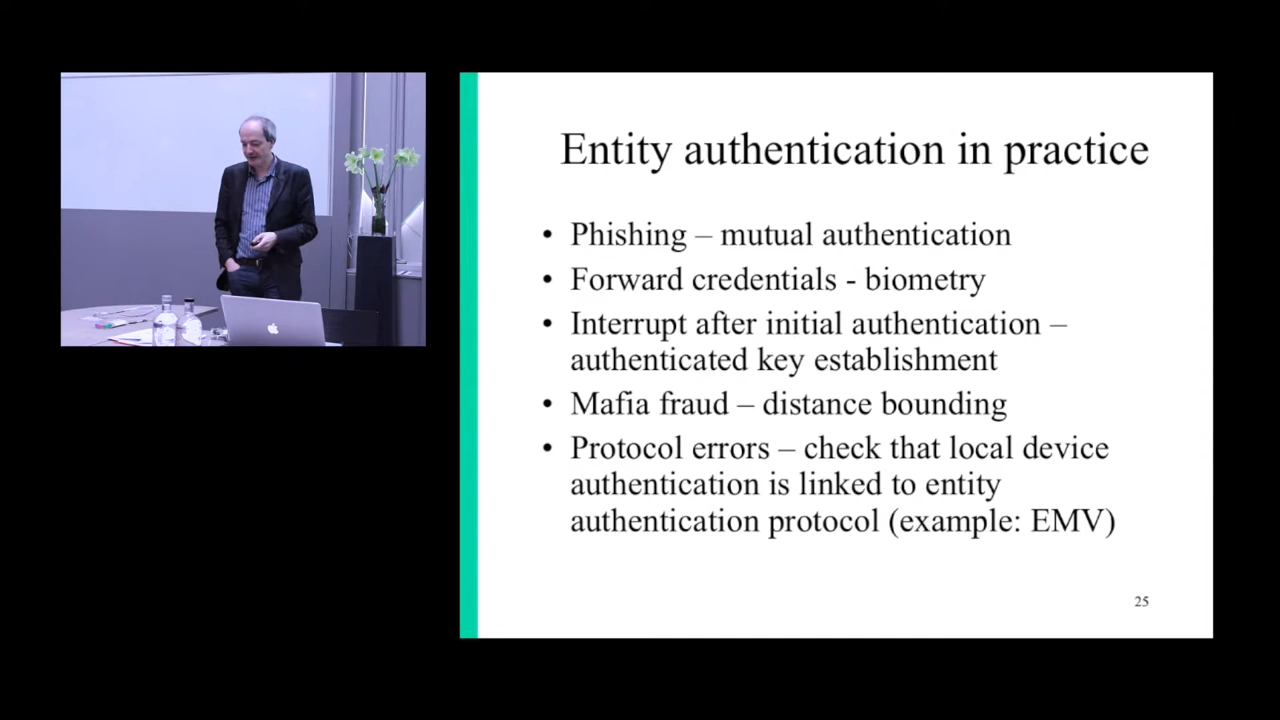 Entity authentication in practice
• Phishing – mutual authentication
• Forward credentials - biometry
• Interrupt after initial authentication –
authenticated key establishment
• Mafia fraud – distance bounding
• Protocol errors – check that local device
authentication is linked to entity
authentication protocol (example: EMV)
25